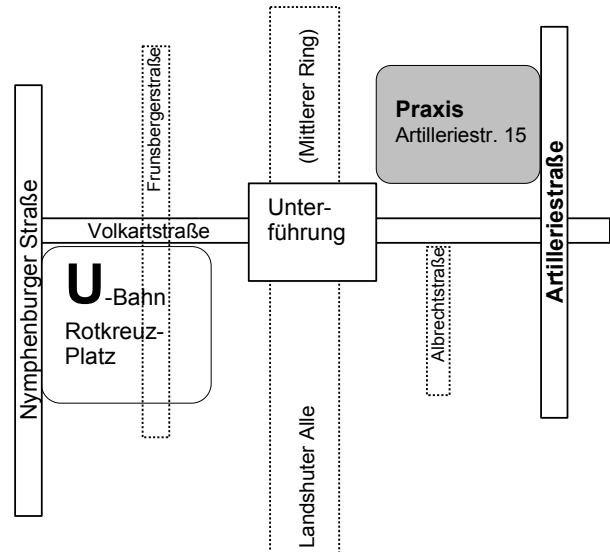 Nymphenburger Straße
Frunsbergerstraße
Volkartstraße
U-Bahn
Rotkreuz-
Platz
(Mittlerer Ring)
Unter-
führung
Landshuter Alle
Praxis
Artilleriestr. 15
Albrechtstraße
Artilleriestraße